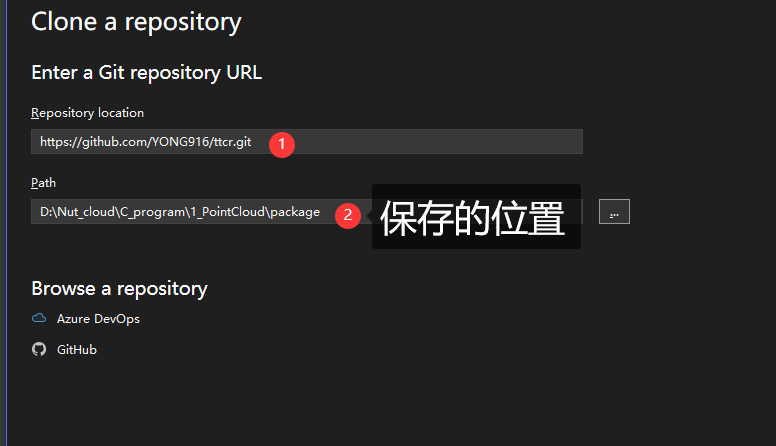 Clone a repository
Enter a Git repository URL
Repository location
https://github.com/YONG916/ttcr.git 1
Path
D:\Nut_cloud\C_program\1_PointCloud\package 2 保存的位置 ...
Browse a repository
Azure DevOps
GitHub